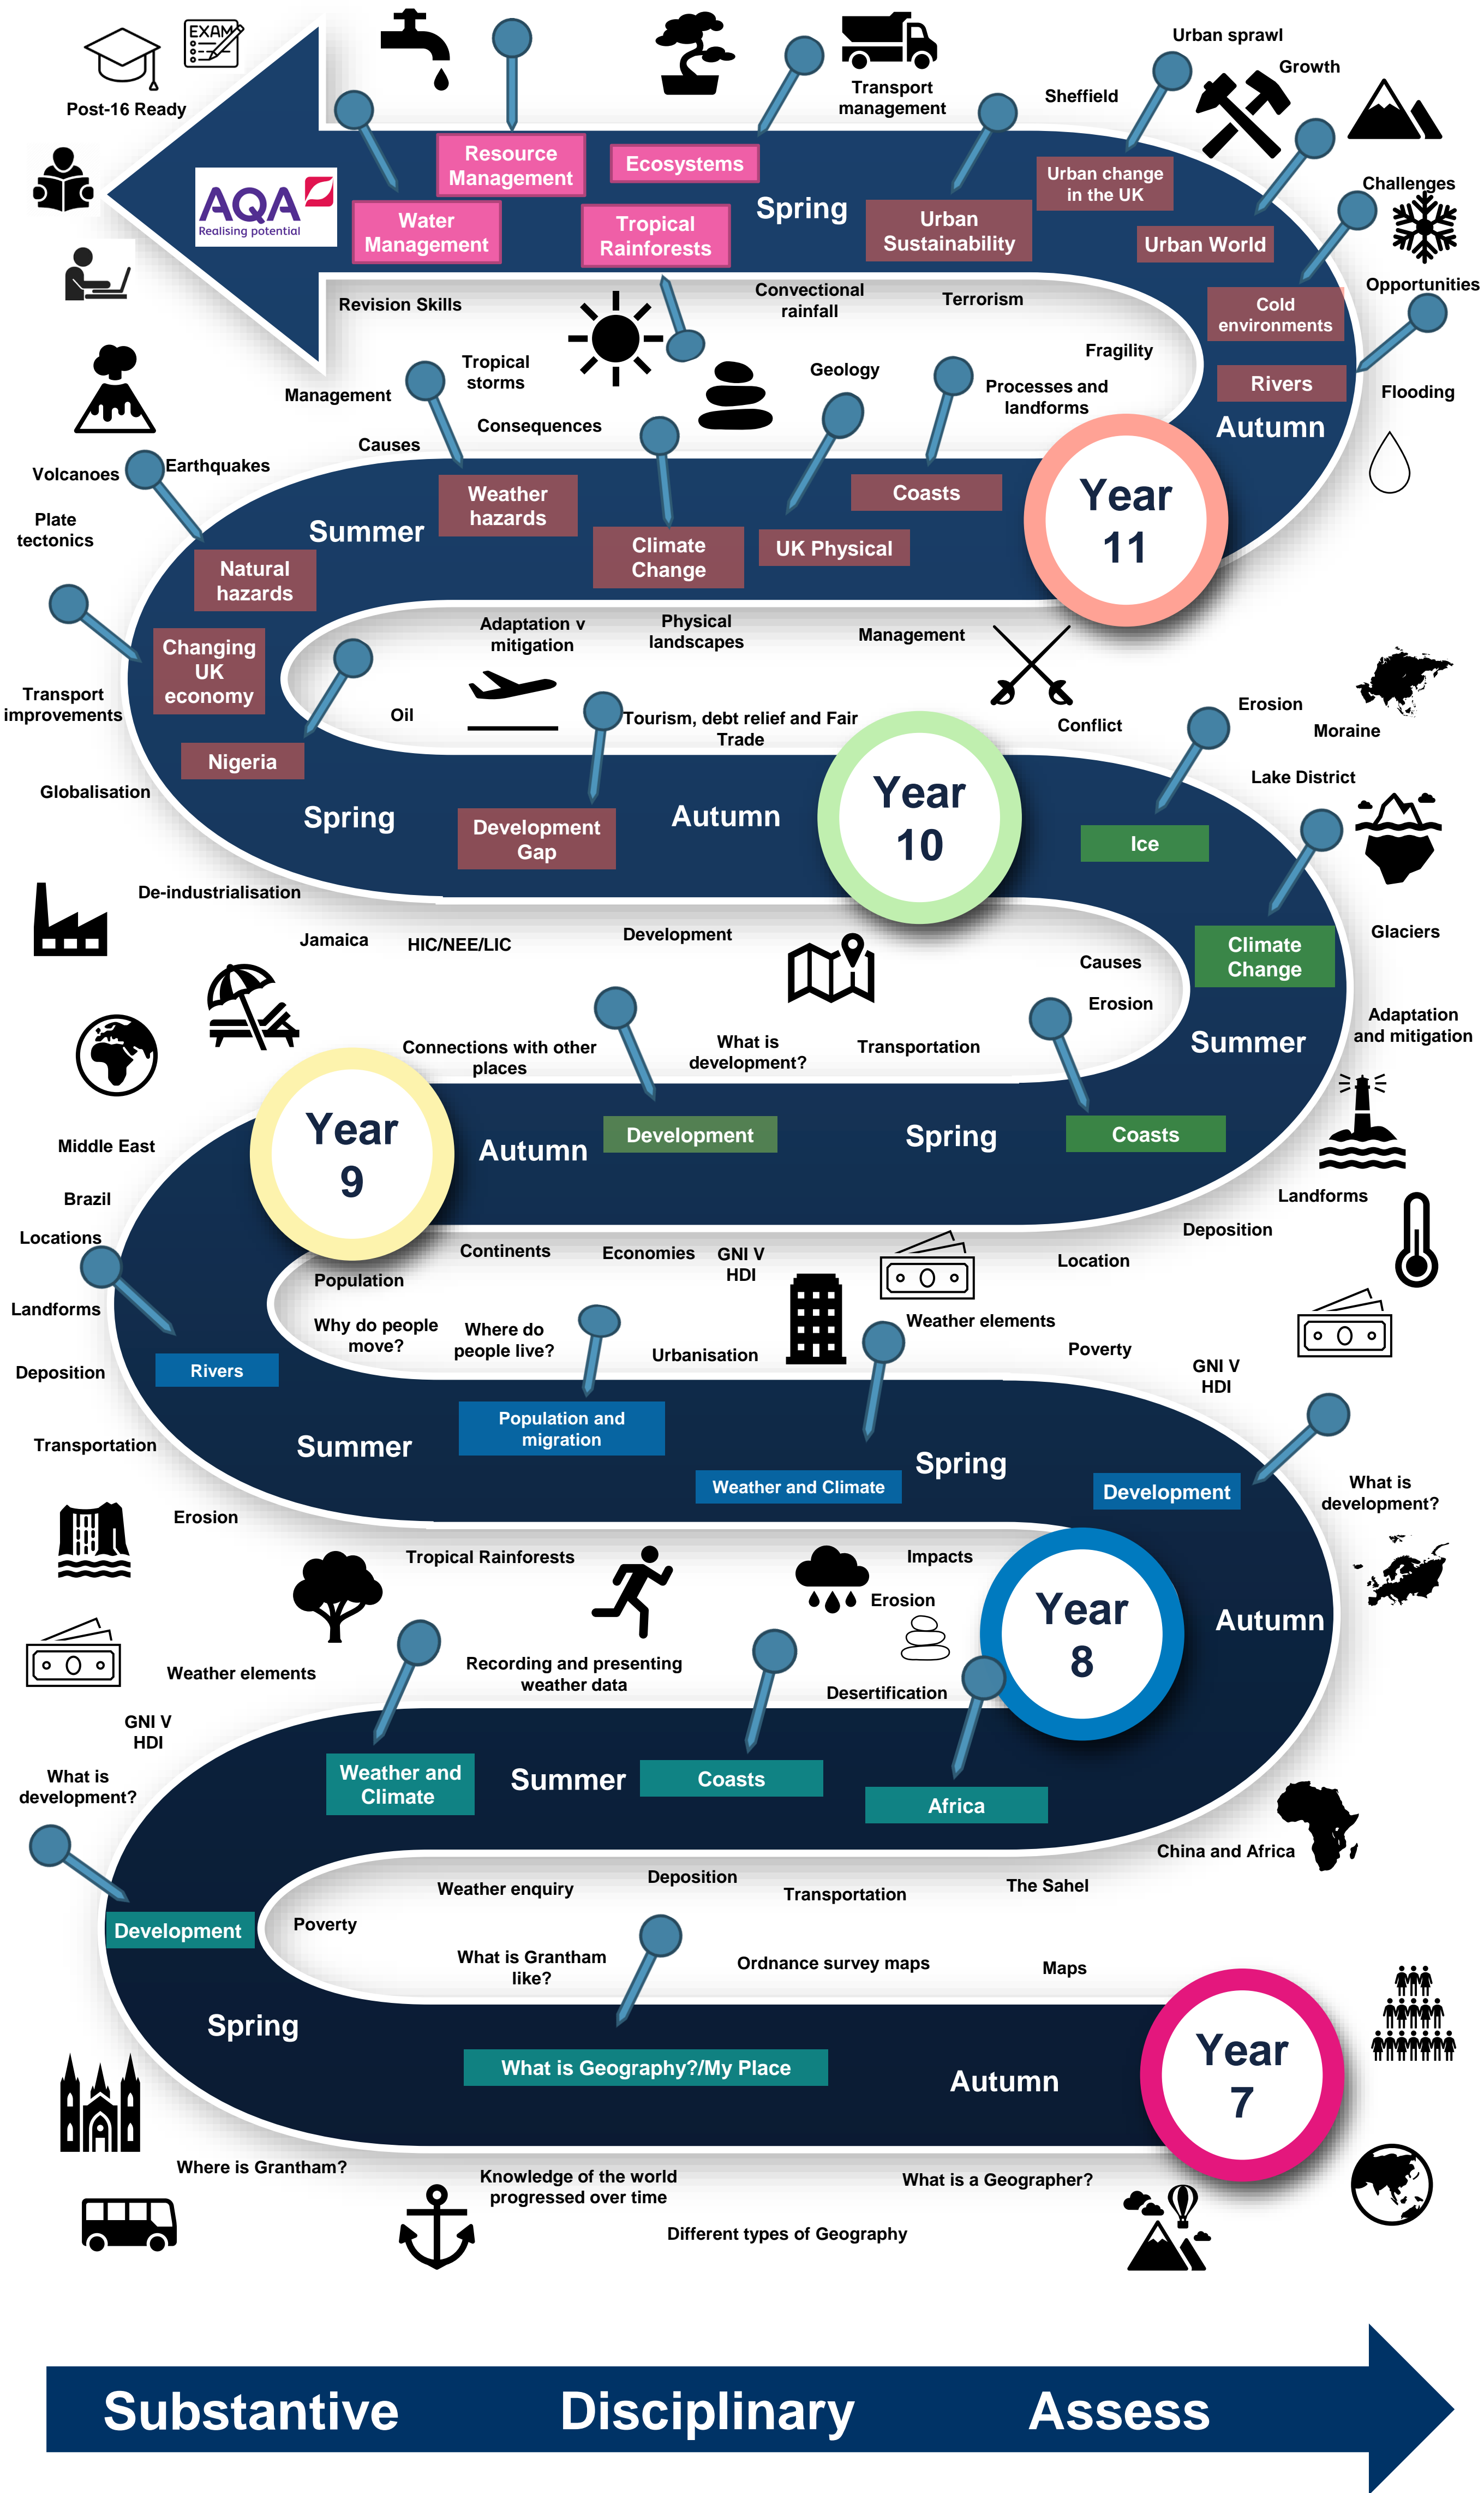 EXAM
Post-16 Ready
Transport
management
Urban sprawl
Growth
Sheffield
Challenges
Opportunities
Flooding
AQA
Realising potential
Resource
Management
Ecosystems
Water
Management
Tropical
Rainforests
Spring
Urban
Sustainability
Urban change
in the UK
Urban World
Cold
environments
Rivers
Autumn
Revision Skills
Convectional
rainfall
Terrorism
Fragility
Tropical
storms
Geology
Processes and
landforms
Management
Consequences
Causes
Volcanoes
Earthquakes
Plate
tectonics
Year
11
Coasts
UK Physical
Climate
Change
Weather
hazards
Summer
Natural
hazards
Changing
UK
economy
Nigeria
Transport
improvements
Globalisation
Adaptation v
mitigation
Physical
landscapes
Management
Oil
Tourism, debt relief and Fair
Trade
Conflict
Erosion
Moraine
Lake District
Spring
Development
Gap
Autumn
Year
10
Ice
Climate
Change
Summer
Glaciers
Adaptation
and mitigation
De-industrialisation
Jamaica
HIC/NEE/LIC
Development
Causes
Erosion
Connections with other
places
What is
development?
Transportation
Year
9
Autumn
Development
Spring
Coasts
Landforms
Deposition
Location
Middle East
Brazil
Locations
Landforms
Deposition
Transportation
Erosion
Population
Continents
Economies
GNI V
HDI
Why do people
move?
Where do
people live?
Urbanisation
Weather elements
Poverty
GNI V
HDI
Rivers
Summer
Population and
migration
Weather and Climate
Spring
Development
What is
development?
Autumn
Year
8
Tropical Rainforests
Impacts
Erosion
Recording and presenting
weather data
Desertification
Weather elements
GNI V
HDI
What is
development?
Weather and
Climate
Summer
Coasts
Africa
China and Africa
Development
Poverty
Weather enquiry
Deposition
Transportation
The Sahel
What is Grantham
like?
Ordnance survey maps
Maps
Spring
What is Geography?/My Place
Autumn
Year
7
Where is Grantham?
Knowledge of the world
progressed over time
What is a Geographer?
Different types of Geography
Substantive
Disciplinary
Assess